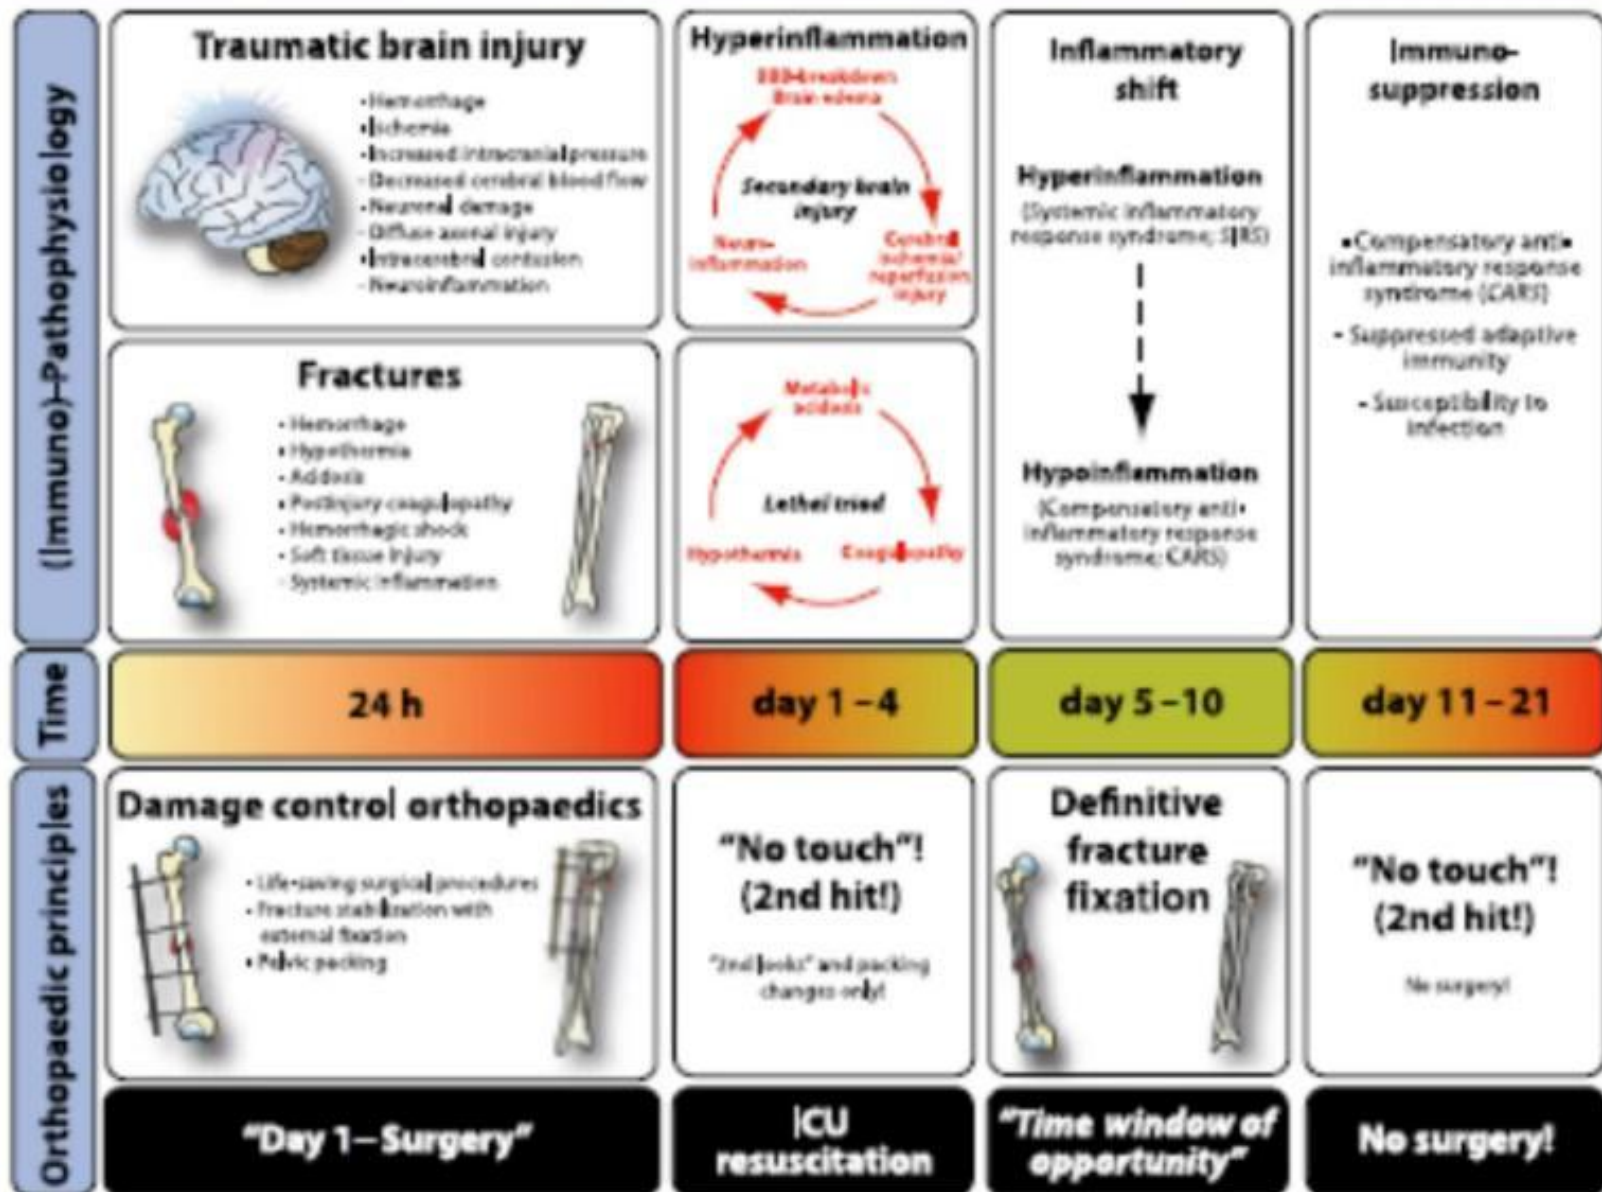 (Immuno)-Pathophysiology
Traumatic brain injury
- Hemorrhage
- Ischemia
- Increased intracranial pressure
- Decreased cerebral blood flow
- Neuronal damage
- Diffuse axonal injury
- Intracerebral contusion
- Neuroinflammation
Fractures
- Hemorrhage
- Hypothermia
- Acidosis
- Postinjury coagulopathy
- Hemorrhagic shock
- Soft tissue injury
- Systemic inflammation
Hyperinflammation
BBB-breakdown
Brain edema
Secondary brain
injury
Neuro-
inflammation
Cerebral
ischemia/
reperfusion
injury
Metabolic
acidosis
Lethal triad
Hypothermia
Coagulopathy
Inflammatory
shift
Hyperinflammation
(Systemic inflammatory
response syndrome; SIRS)
Hypoinflammation
(Compensatory anti-
inflammatory response
syndrome; CARS)
Immuno-
suppression
- Compensatory anti-
inflammatory response
syndrome (CARS)
- Suppressed adaptive
immunity
- Susceptibility to
infection
Time
24 h
day 1 – 4
day 5 – 10
day 11 – 21
Orthopaedic principles
Damage control orthopaedics
- Life-saving surgical procedures
- Fracture stabilization with
external fixation
- Pelvic packing
"No touch"!
(2nd hit!)
"2nd looks" and packing
changes only!
Definitive
fracture
fixation
"No touch"!
(2nd hit!)
No surgery!
"Day 1 – Surgery"
ICU
resuscitation
"Time window of
opportunity"
No surgery!